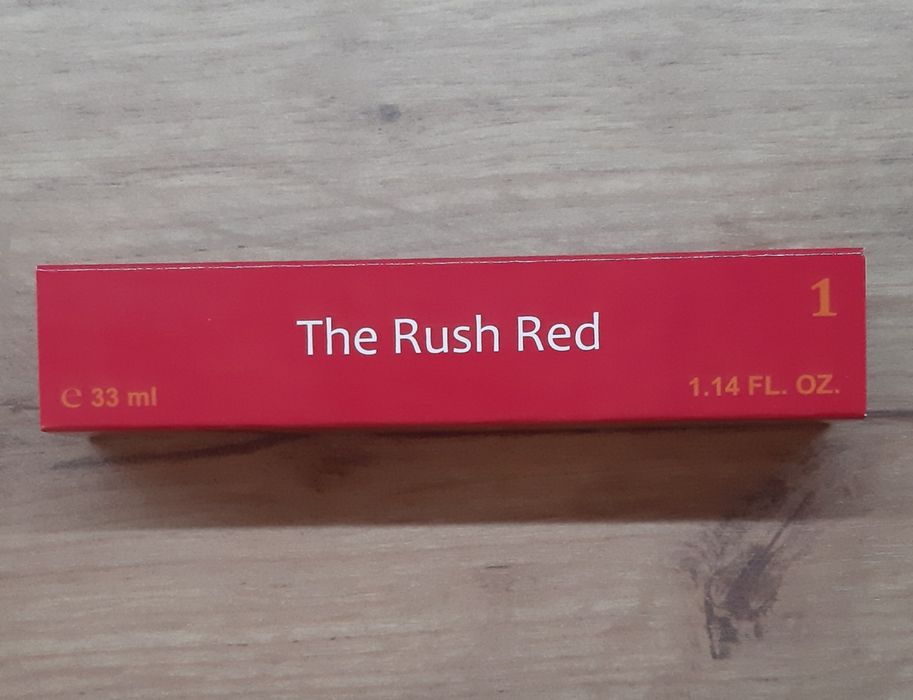 1
The Rush Red
℮ 33 ml
1.14 FL. OZ.